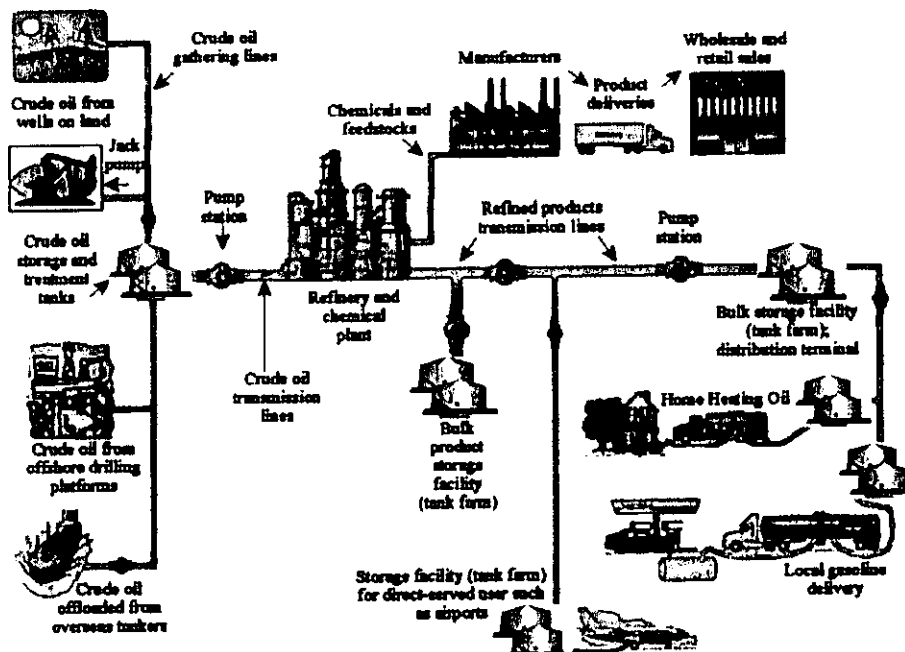 Crude oil
gathering lines
Crude oil from
wells on land
Jack
pump
Crude oil
storage and
treatment
tanks
Pump
station
Chemicals and
feedstocks
Manufacturers
Product
deliveries
Wholesale and
retail sales
Refined products
transmission lines
Pump
station
Refinery and
chemical
plant
Crude oil
transmission
lines
Bulk
product
storage
facility
(tank farm)
Bulk storage facility
(tank farm);
distribution terminal
Home Heating Oil
Crude oil from
offshore drilling
platforms
Crude oil
offloaded from
overseas tankers
Storage facility (tank farm)
for direct-served user such
as airports
Local gasoline
delivery